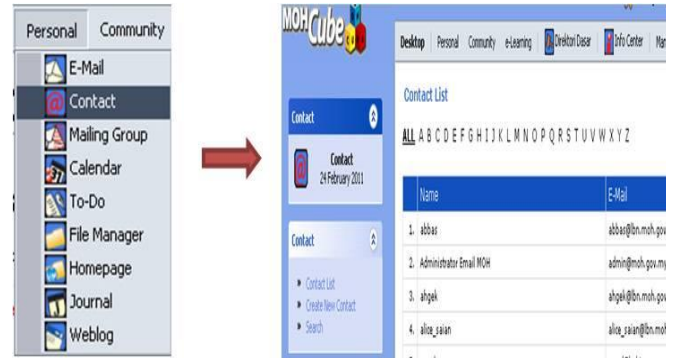 Personal Community
E-Mail
Contact
Mailing Group
Calendar
To-Do
File Manager
Homepage
Journal
Weblog
MOH Cube
Desktop Personal Community e-Learning Direktori Dasar Info Center
Contact
Contact
24 February 2011
Contact
Contact List
Create New Contact
Search
Contact List
ALL A B C D E F G H I J K L M N O P Q R S T U V W X Y Z
Name E-Mail
1. abbas abbas@lbn.moh.gov
2. Administrator Email MOH admin@moh.gov.my
3. ahgek ahgek@lbn.moh.gov
4. alice_saian alice_saian@lbn.moh